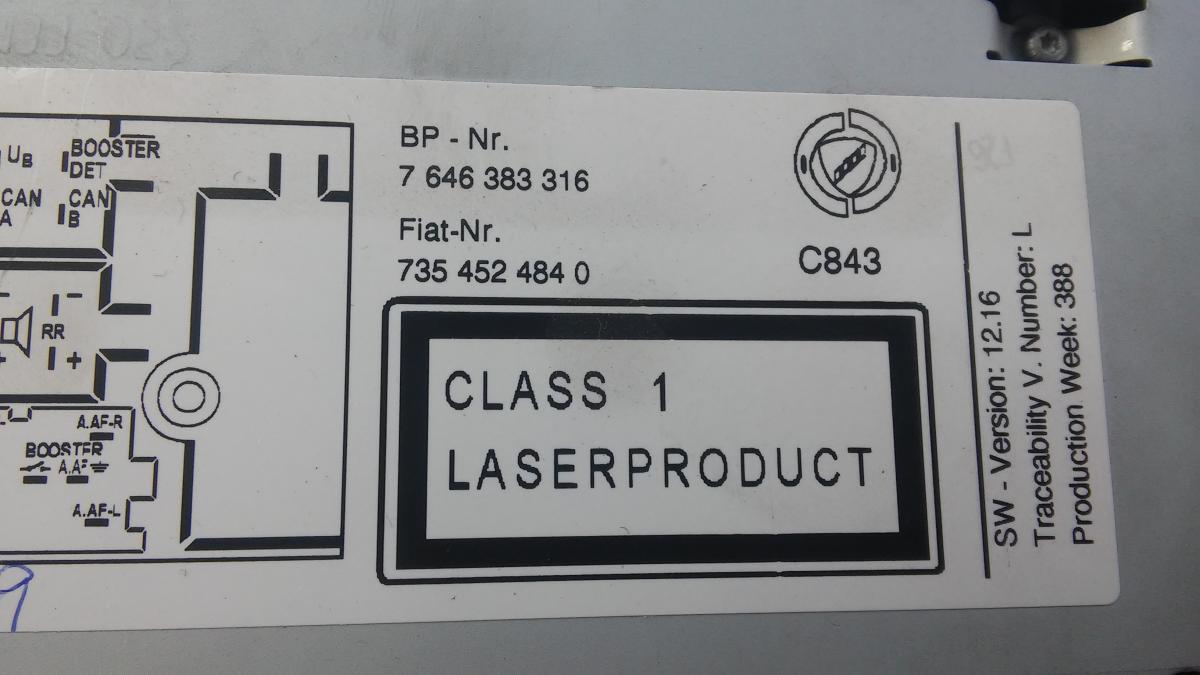 UB
BOOSTER
DET
CAN
A
CAN
B
RR
A.AF-R
BOOSTER
A.AF
A.AF-L
BP - Nr.
7 646 383 316
Fiat-Nr.
735 452 484 0
C843
CLASS 1
LASERPRODUCT
SW - Version: 12.16
Traceability V. Number: L
Production Week: 388
9